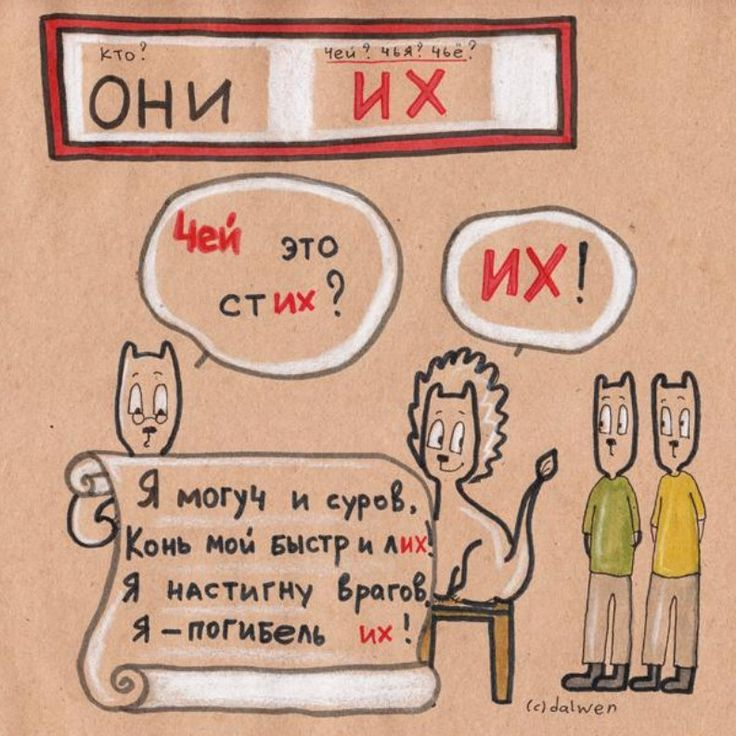 кто?
ОНИ
чей? чья? чьё?
ИХ
Чей это
стих?
ИХ!
Я могуч и суров,
Конь мой быстр и лих!
Я настигну врагов,
Я – погибель их!
(c) dalwen